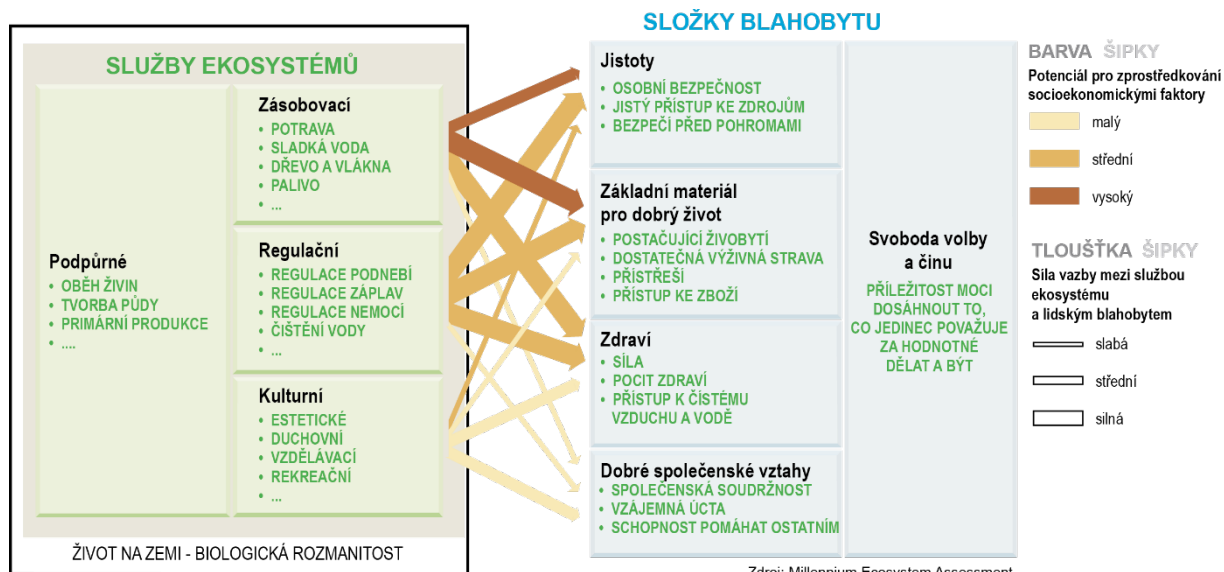 SLOŽKY BLAHOBYTU
SLUŽBY EKOSYSTÉMŮ
Podpůrné
• OBĚH ŽIVIN
• TVORBA PŮDY
• PRIMÁRNÍ PRODUKCE
• ....
Zásobovací
• POTRAVA
• SLADKÁ VODA
• DŘEVO A VLÁKNA
• PALIVO
• ...
Regulační
• REGULACE PODNEBÍ
• REGULACE ZÁPLAV
• REGULACE NEMOCÍ
• ČIŠTĚNÍ VODY
• ...
Kulturní
• ESTETICKÉ
• DUCHOVNÍ
• VZDĚLÁVACÍ
• REKREAČNÍ
• ...
ŽIVOT NA ZEMI - BIOLOGICKÁ ROZMANITOST
Jistoty
• OSOBNÍ BEZPEČNOST
• JISTÝ PŘÍSTUP KE ZDROJŮM
• BEZPEČÍ PŘED POHROMAMI
Základní materiál
pro dobrý život
• POSTAČUJÍCÍ ŽIVOBYTÍ
• DOSTATEČNÁ VÝŽIVNÁ STRAVA
• PŘÍSTŘEŠÍ
• PŘÍSTUP KE ZBOŽÍ
Zdraví
• SÍLA
• POCIT ZDRAVÍ
• PŘÍSTUP K ČÍSTÉMU
VZDUCHU A VODĚ
Dobré společenské vztahy
• SPOLEČENSKÁ SOUDRŽNOST
• VZÁJEMNÁ ÚCTA
• SCHOPNOST POMÁHAT OSTATNÍM
Svoboda volby
a činu
PŘÍLEŽITOST MOCI
DOSÁHNOUT TO,
CO JEDINEC POVAŽUJE
ZA HODNOTNÉ
DĚLAT A BÝT
BARVA ŠIPKY
Potenciál pro zprostředkování
socioekonomickými faktory
malý
střední
vysoký
TLOUŠŤKA ŠIPKY
Síla vazby mezi službou
ekosystému
a lidským blahobytem
slabá
střední
silná
Zdroj: Millennium Ecosystem Assessment